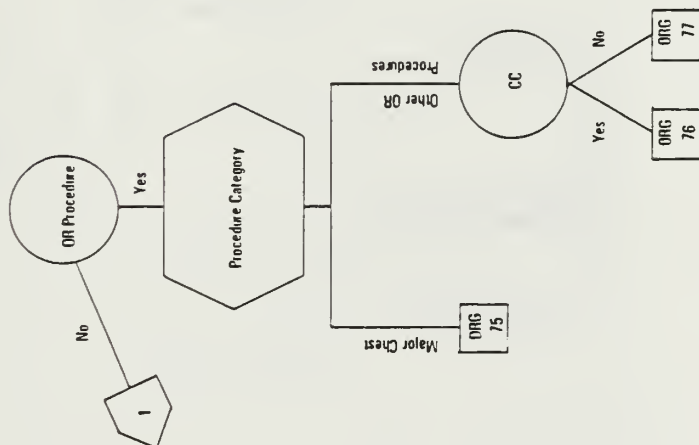 OR Procedure
No
Yes
1
Procedure Category
Major Chest
Other OR
Procedures
DRG
75
CC
Yes
No
DRG
76
DRG
77